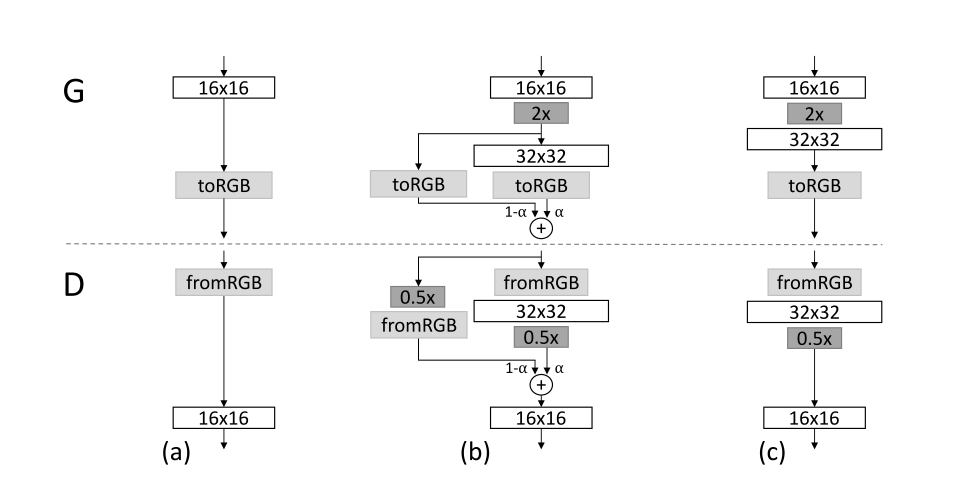 G
16x16
toRGB
16x16
2x
32x32
toRGB
toRGB
1-α
α
+
16x16
2x
32x32
toRGB
D
fromRGB
16x16
0.5x
fromRGB
fromRGB
32x32
0.5x
1-α
α
+
16x16
fromRGB
32x32
0.5x
16x16
(a)
(b)
(c)